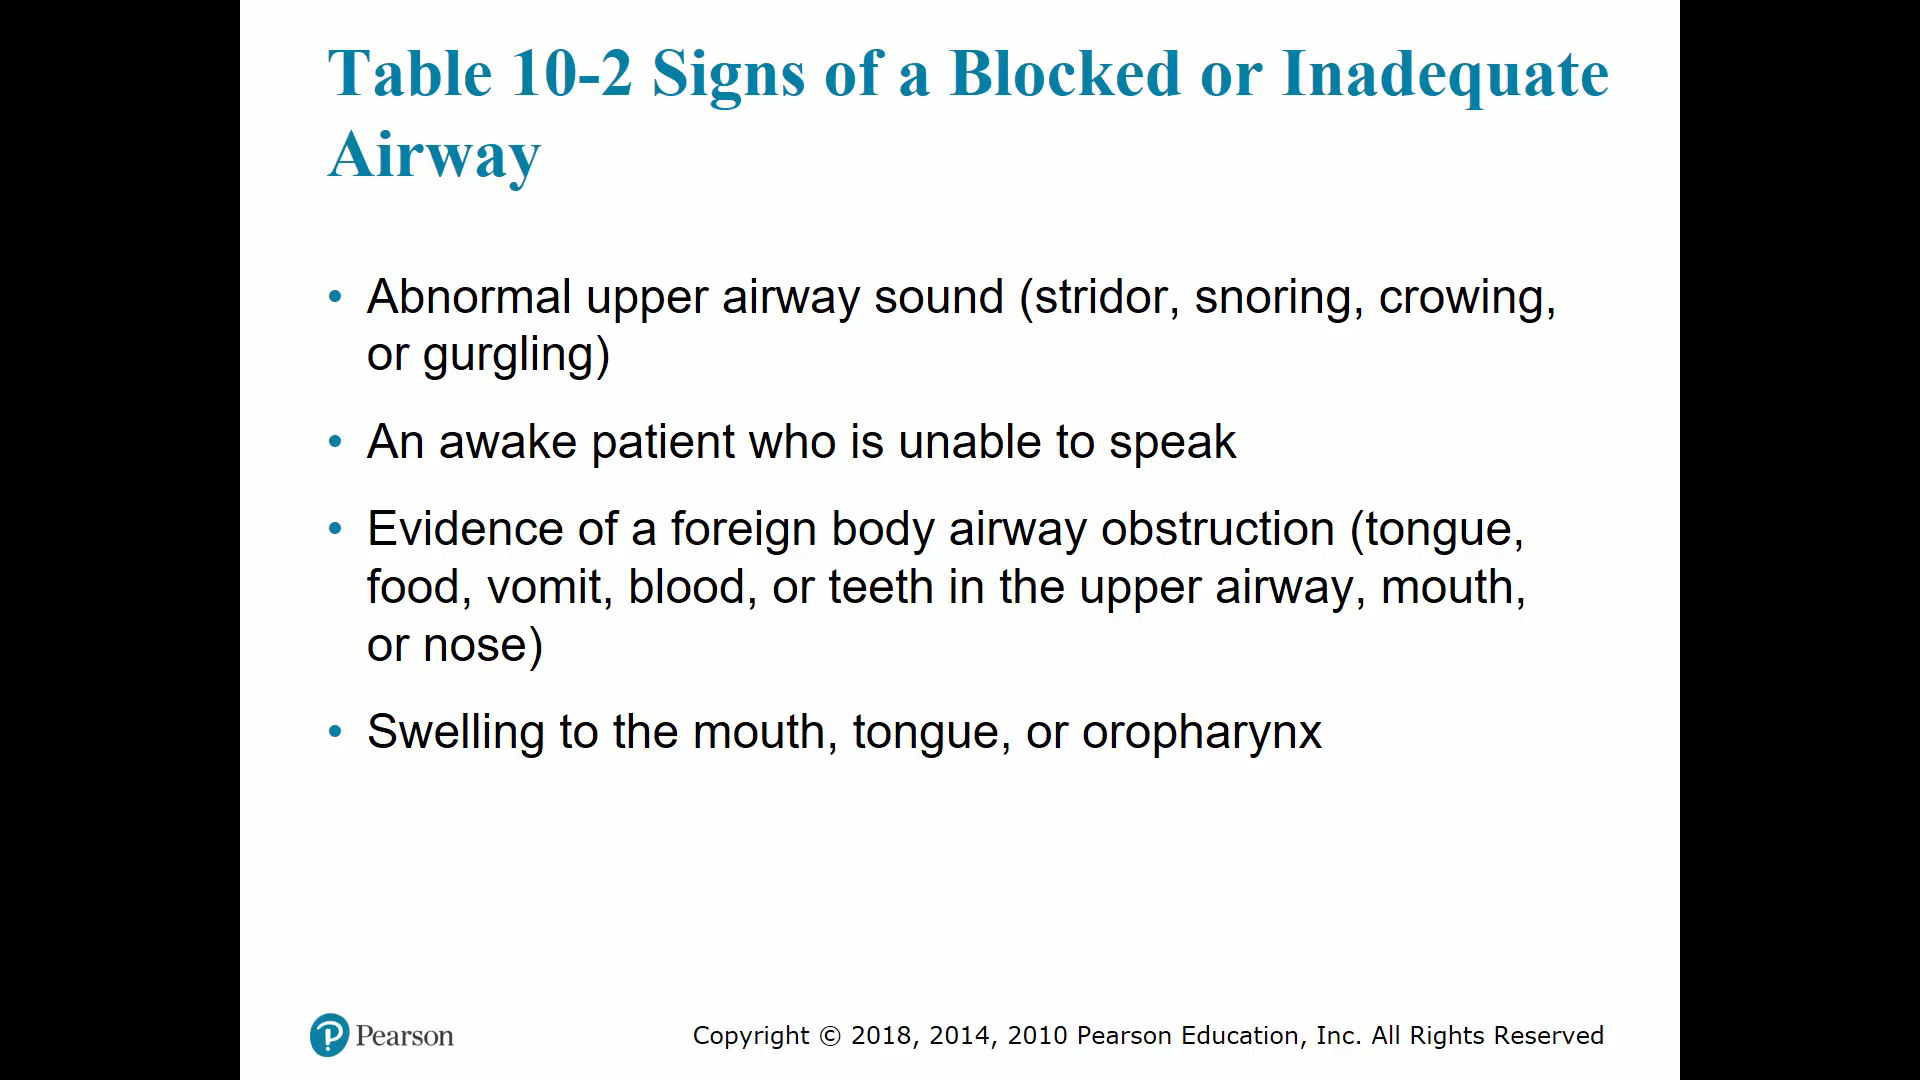 Table 10-2 Signs of a Blocked or Inadequate
Airway
• Abnormal upper airway sound (stridor, snoring, crowing,
or gurgling)
• An awake patient who is unable to speak
• Evidence of a foreign body airway obstruction (tongue,
food, vomit, blood, or teeth in the upper airway, mouth,
or nose)
• Swelling to the mouth, tongue, or oropharynx
P Pearson
Copyright © 2018, 2014, 2010 Pearson Education, Inc. All Rights Reserved